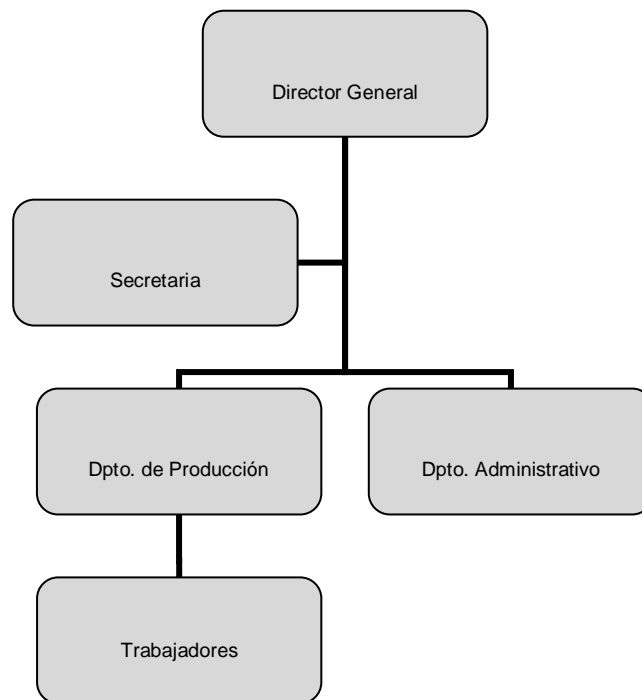 Director General
Secretaria
Dpto. de Producción
Dpto. Administrativo
Trabajadores